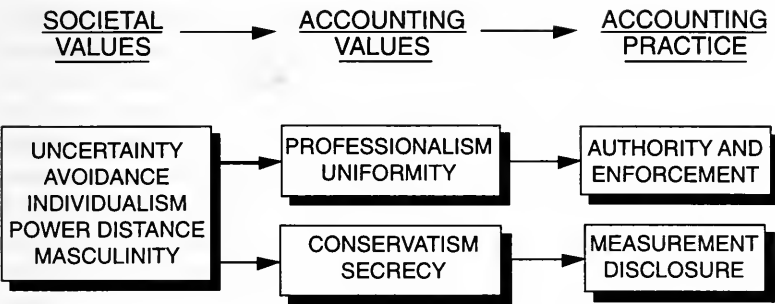 SOCIETAL
VALUES
ACCOUNTING
VALUES
ACCOUNTING
PRACTICE
UNCERTAINTY
AVOIDANCE
INDIVIDUALISM
POWER DISTANCE
MASCULINITY
PROFESSIONALISM
UNIFORMITY
AUTHORITY AND
ENFORCEMENT
CONSERVATISM
SECRECY
MEASUREMENT
DISCLOSURE